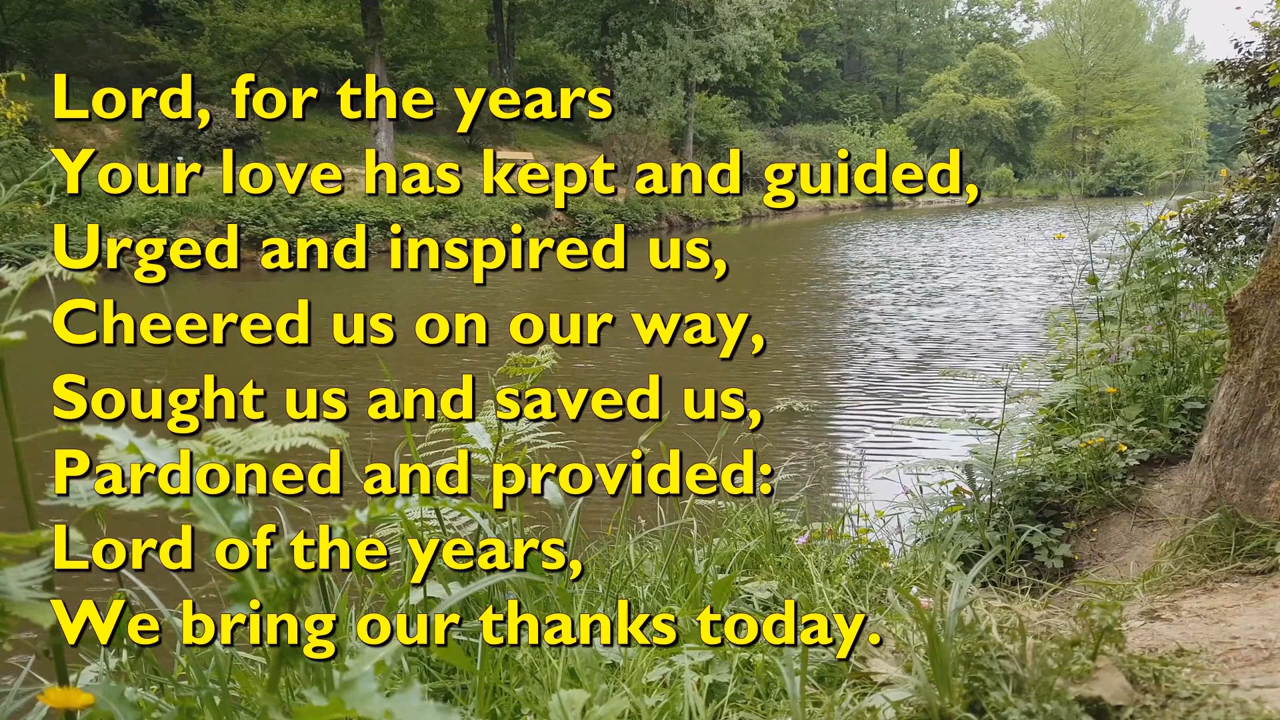 Lord, for the years
Your love has kept and guided,
Urged and inspired us,
Cheered us on our way,
Sought us and saved us,
Pardoned and provided:
Lord of the years,
We bring our thanks today.